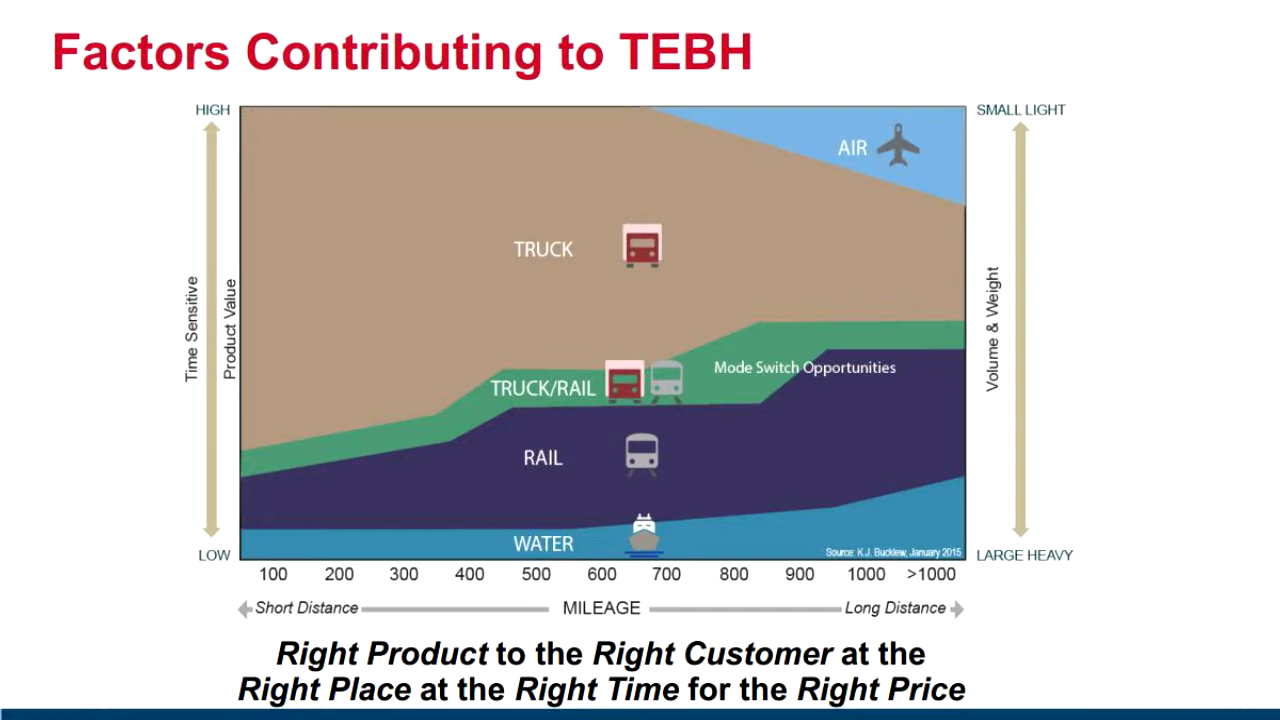 Factors Contributing to TEBH
HIGH
SMALL LIGHT
AIR
TRUCK
Time Sensitive
Product Value
Volume & Weight
Mode Switch Opportunities
TRUCK/RAIL
RAIL
WATER
Source: K.J. Bucklew, January 2015
LOW
LARGE HEAVY
100 200 300 400 500 600 700 800 900 1000 >1000
Short Distance MILEAGE Long Distance
Right Product to the Right Customer at the
Right Place at the Right Time for the Right Price